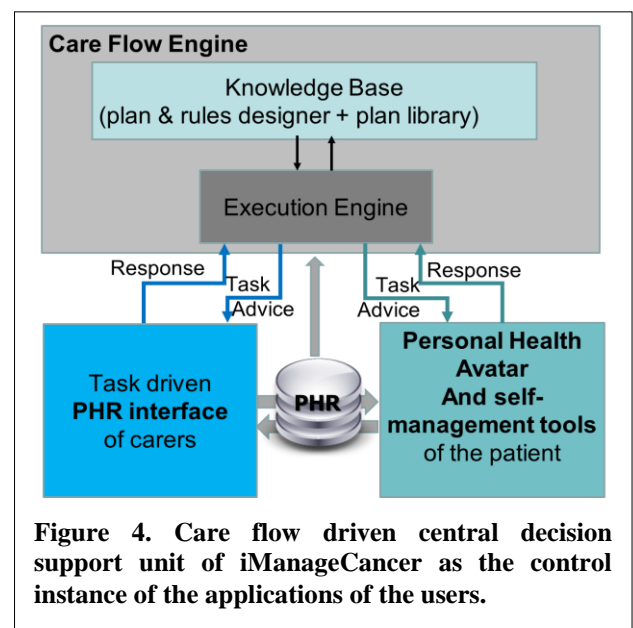 Care Flow Engine
Knowledge Base
(plan & rules designer + plan library)
Execution Engine
Response
Task
Advice
Task
Advice
Response
Task driven
PHR interface
of carers
PHR
Personal Health
Avatar
And self-
management tools
of the patient
Figure 4. Care flow driven central decision
support unit of iManageCancer as the control
instance of the applications of the users.